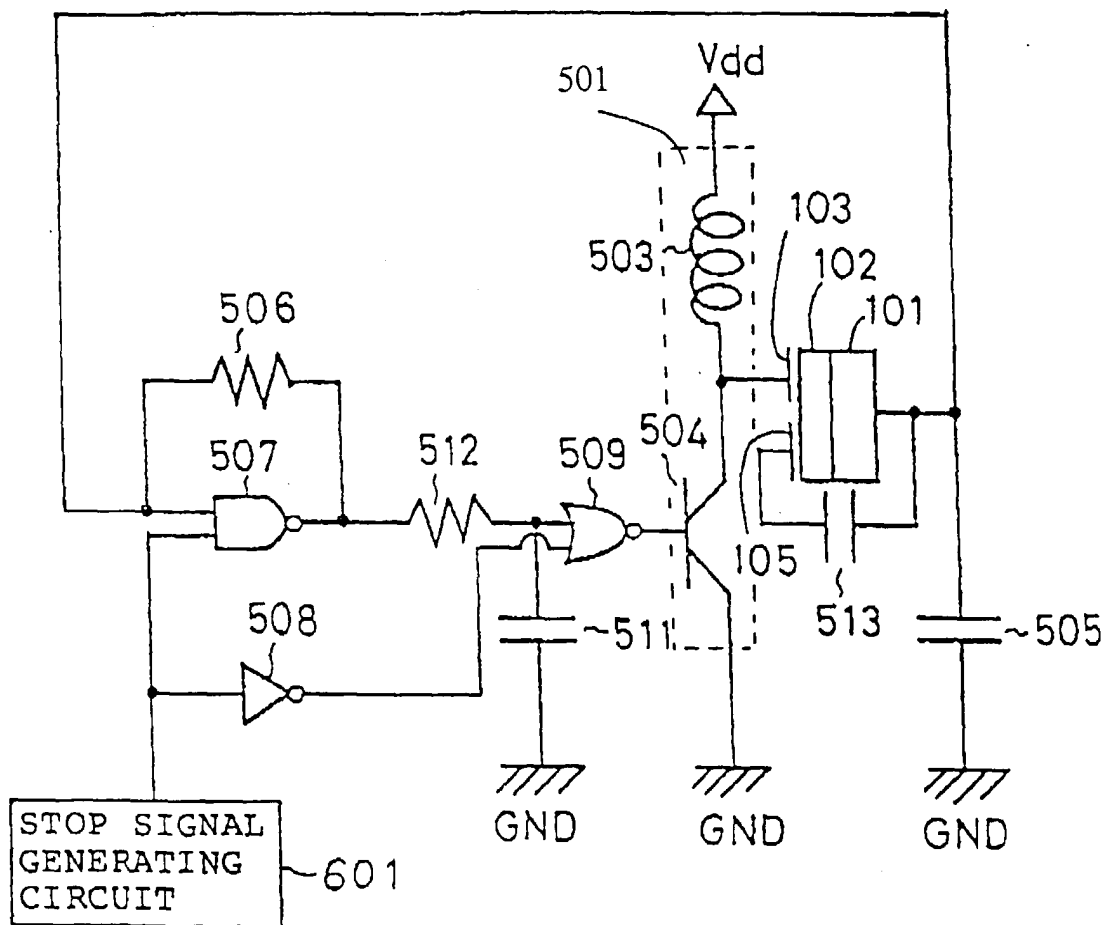 Vdd
501
103
102
503
101
506
504
507
512
509
105
513
508
511
505
GND
GND
GND
STOP SIGNAL
GENERATING
CIRCUIT
601